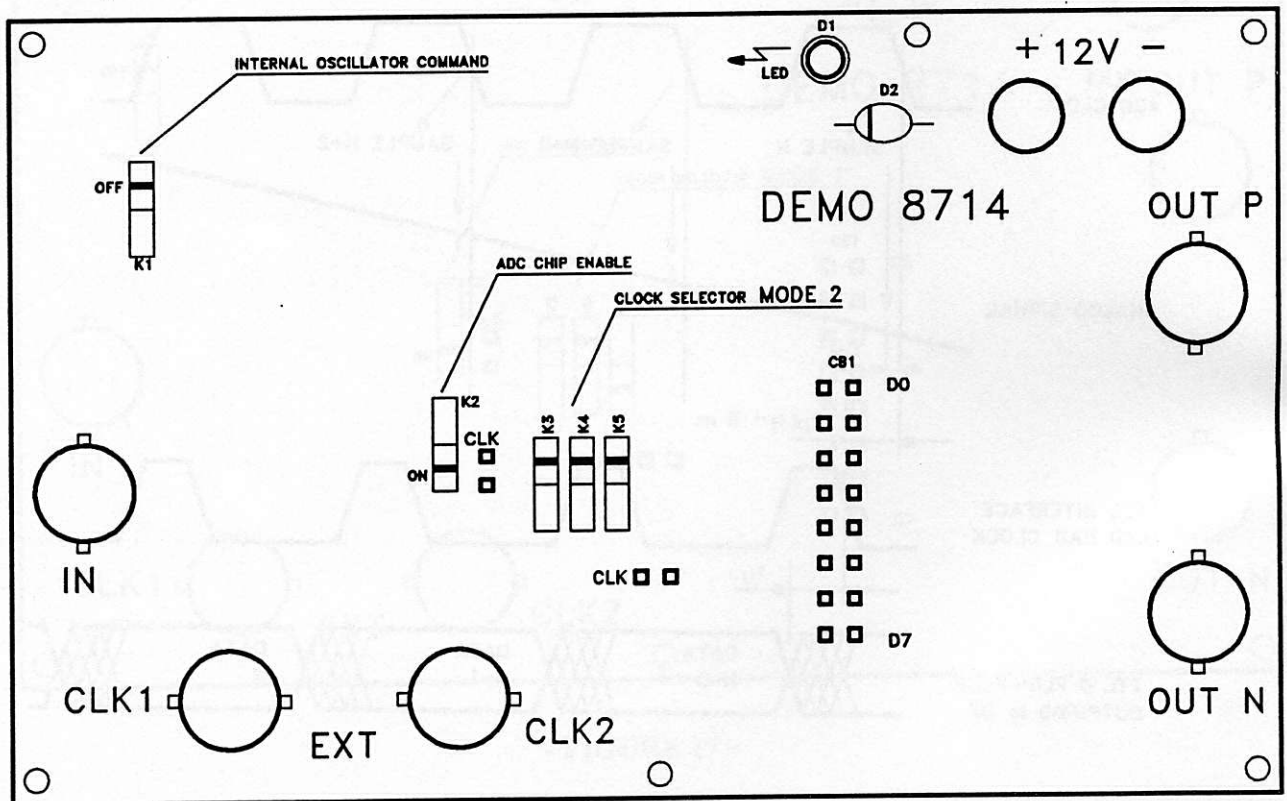 D1
+ 12V -
INTERNAL OSCILLATOR COMMAND
LED
D2
OFF
DEMO 8714
OUT P
K1
ADC CHIP ENABLE
CLOCK SELECTOR MODE 2
CB1
D0
K2
K3
K4
K5
CLK
ON
IN
CLK
D7
CLK1
EXT
CLK2
OUT N